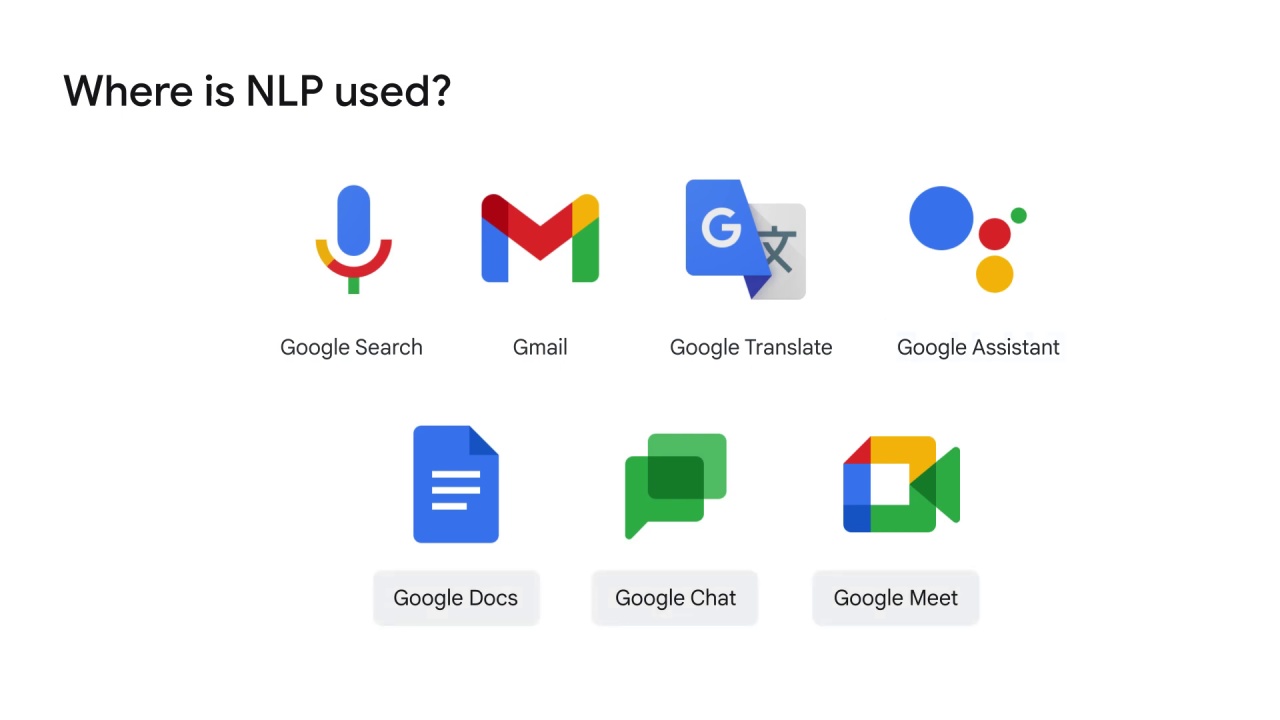 Where is NLP used?
G 文
Google Search
Gmail
Google Translate
Google Assistant
Google Docs
Google Chat
Google Meet